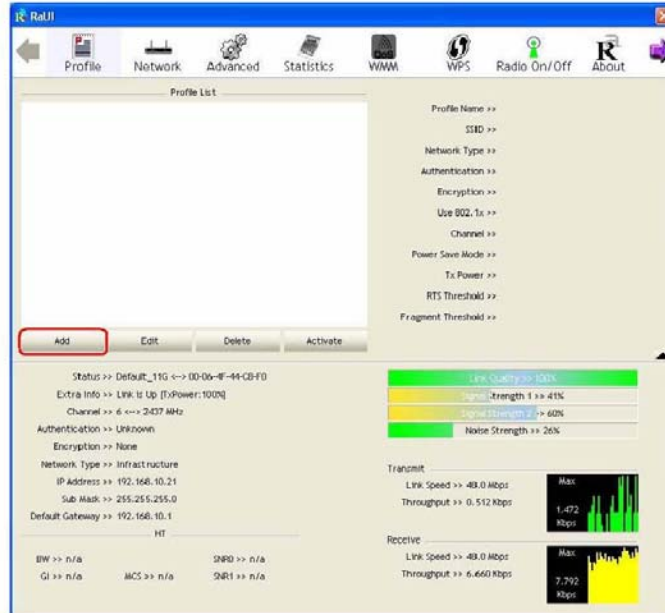 RaUI
Profile Network Advanced Statistics QoS WMM WPS Radio On/Off R About
Profile List
Profile Name >>
SSID >>
Network Type >>
Authentication >>
Encryption >>
Use 802.1x >>
Channel >>
Power Save Mode >>
Tx Power >>
RTS Threshold >>
Fragment Threshold >>
Add Edit Delete Activate
Status >> Default_11G <--> 00-06-4F-44-C8-F0
Extra Info >> Link is Up [TxPower:100%]
Channel >> 6 <--> 2437 MHz
Authentication >> Unknown
Encryption >> None
Network Type >> Infrastructure
IP Address >> 192.168.10.21
Sub Mask >> 255.255.255.0
Default Gateway >> 192.168.10.1
HT
BW >> n/a SNR0 >> n/a
GI >> n/a MCS >> n/a SNR1 >> n/a
Link Quality >> 100%
Signal Strength 1 >> 41%
Signal Strength 2 >> 60%
Noise Strength >> 26%
Transmit
Link Speed >> 48.0 Mbps
Throughput >> 0.512 Kbps
Max
1.472
Kbps
Receive
Link Speed >> 48.0 Mbps
Throughput >> 6.660 Kbps
Max
7.792
Kbps